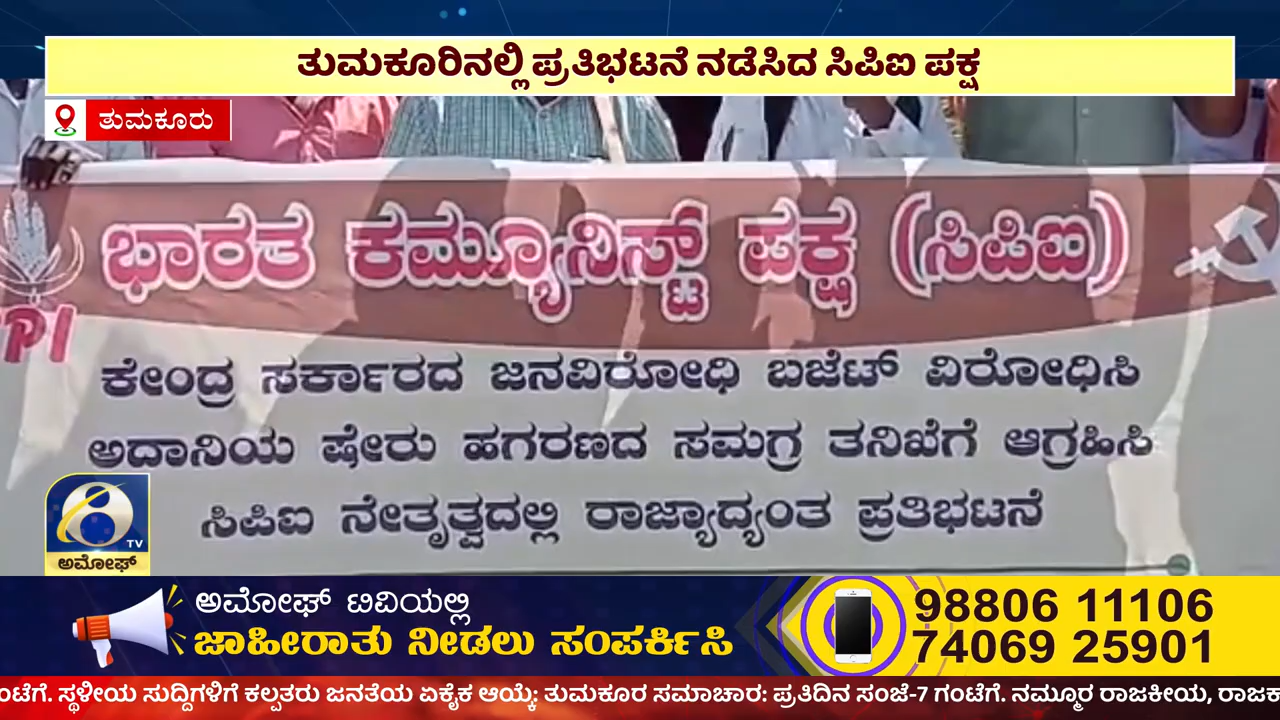 ತುಮಕೂರಿನಲ್ಲಿ ಪ್ರತಿಭಟನೆ ನಡೆಸಿದ ಸಿಪಿಐ ಪಕ್ಷ
ತುಮಕೂರು
ಭಾರತ ಕಮ್ಯೂನಿಸ್ಟ್ ಪಕ್ಷ (ಸಿಪಿಐ)
CPI
ಕೇಂದ್ರ ಸರ್ಕಾರದ ಜನವಿರೋಧಿ ಬಜೆಟ್ ವಿರೋಧಿಸಿ
ಅದಾನಿಯ ಷೇರು ಹಗರಣದ ಸಮಗ್ರ ತನಿಖೆಗೆ ಆಗ್ರಹಿಸಿ
ಸಿಪಿಐ ನೇತೃತ್ವದಲ್ಲಿ ರಾಜ್ಯಾದ್ಯಂತ ಪ್ರತಿಭಟನೆ
TV
ಅಮೋಘ್
ಅಮೋಘ್ ಟಿವಿಯಲ್ಲಿ
ಜಾಹೀರಾತು ನೀಡಲು ಸಂಪರ್ಕಿಸಿ
98806 11106
74069 25901
ಂಟೆಗೆ. ಸ್ಥಳೀಯ ಸುದ್ದಿಗಳಿಗೆ ಕಲ್ಪತರು ಜನತೆಯ ಏಕೈಕ ಆಯ್ಕೆ: ತುಮಕೂರ ಸಮಾಚಾರ: ಪ್ರತಿದಿನ ಸಂಜೆ-7 ಗಂಟೆಗೆ. ನಮ್ಮೂರ ರಾಜಕೀಯ, ರಾಜಕ